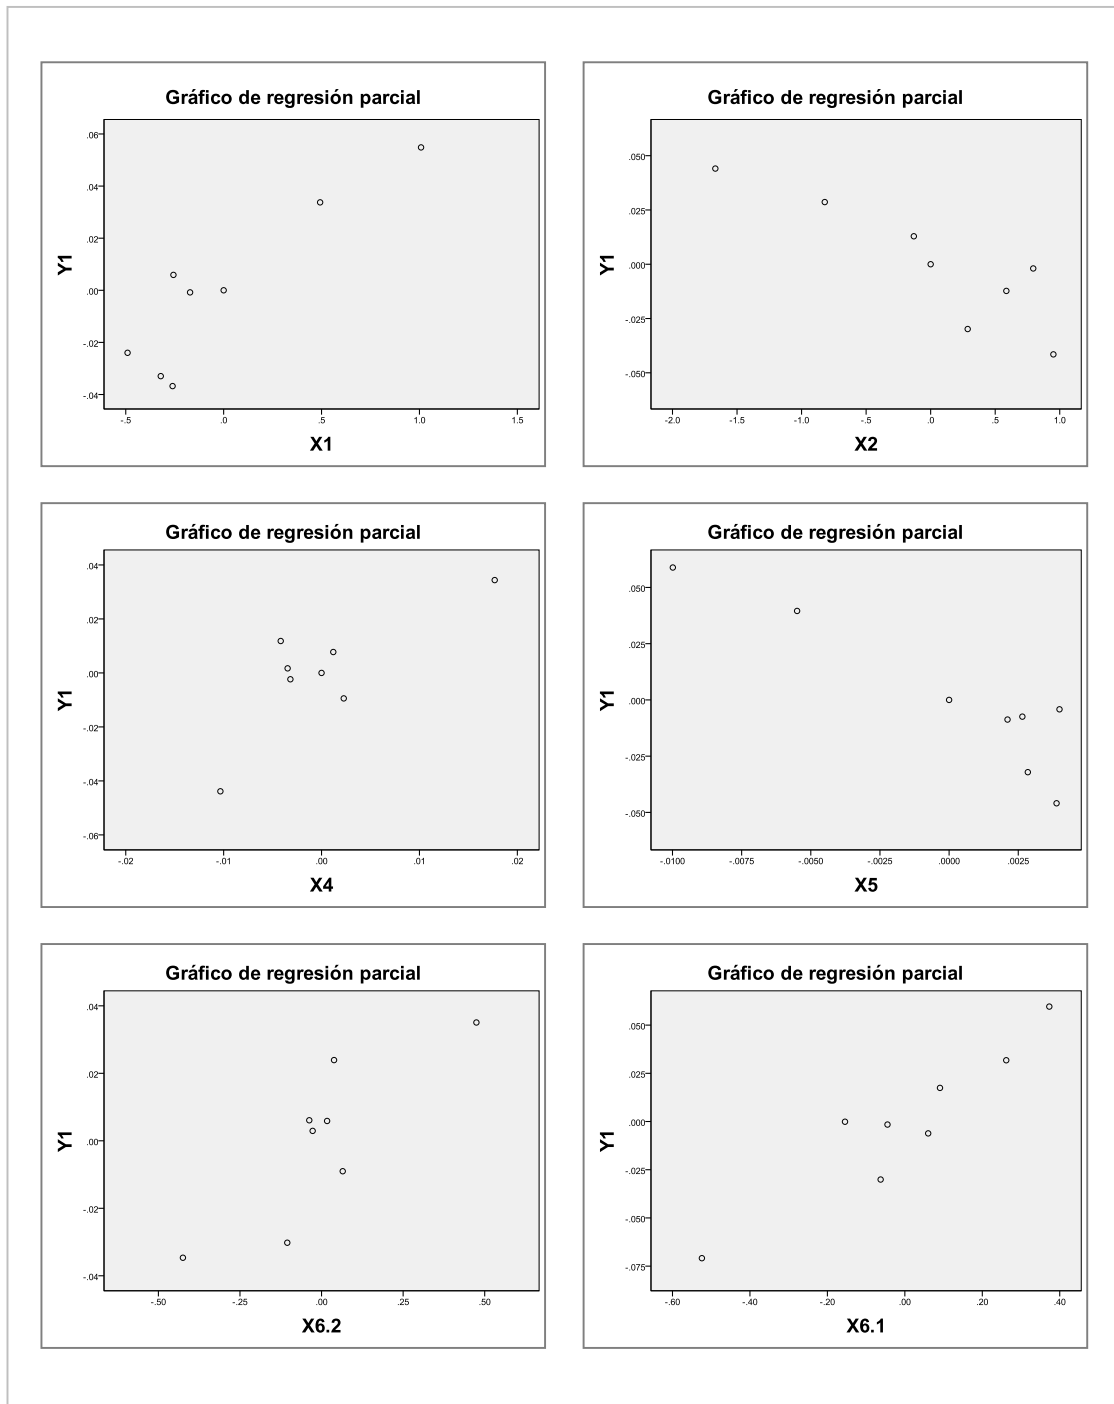 Gráfico de regresión parcial
.06
.04
.02
.00
-.02
-.04
Y1
-.5 .0 .5 1.0 1.5
X1
Gráfico de regresión parcial
.050
.025
.000
-.025
-.050
Y1
-2.0 -1.5 -1.0 -.5 .0 .5 1.0
X2
Gráfico de regresión parcial
.04
.02
.00
-.02
-.04
-.06
Y1
-.02 -.01 .00 .01 .02
X4
Gráfico de regresión parcial
.050
.025
.000
-.025
-.050
Y1
-.0100 -.0075 -.0050 -.0025 .0000 .0025
X5
Gráfico de regresión parcial
.04
.02
.00
-.02
-.04
Y1
-.50 -.25 .00 .25 .50
X6.2
Gráfico de regresión parcial
.050
.025
.000
-.025
-.050
-.075
Y1
-.60 -.40 -.20 .00 .20 .40
X6.1